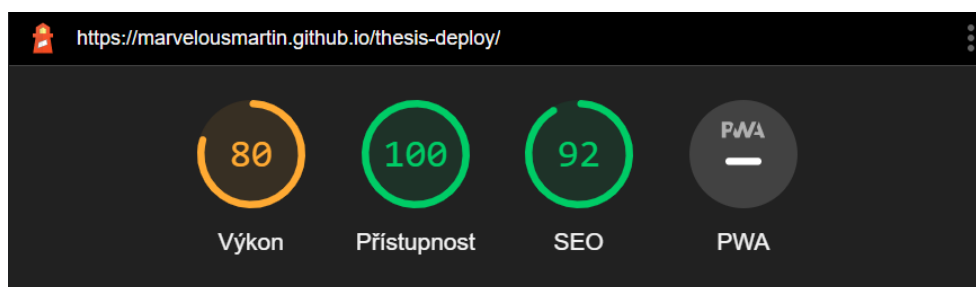 https://marvelousmartin.github.io/thesis-deploy/
80 100 92 PWA
Výkon Přístupnost SEO PWA